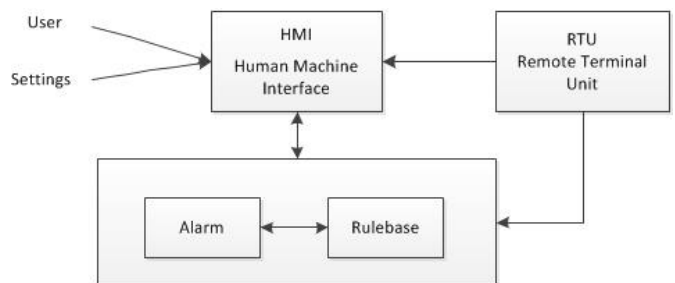 User
Settings
HMI
Human Machine
Interface
RTU
Remote Terminal
Unit
Alarm
Rulebase